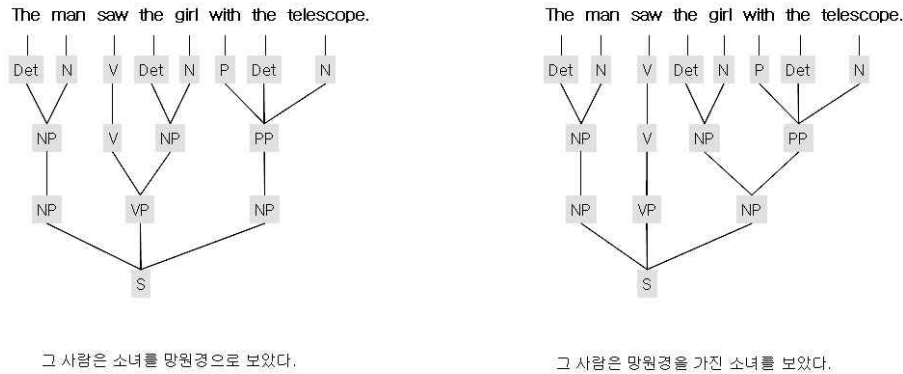 The man saw the girl with the telescope. The man saw the girl with the telescope.
Det N V Det N P Det N Det N V Det N P Det N
NP V NP PP NP V NP PP
NP VP NP NP VP NP
S S
그 사람은 소녀를 망원경으로 보았다. 그 사람은 망원경을 가진 소녀를 보았다.